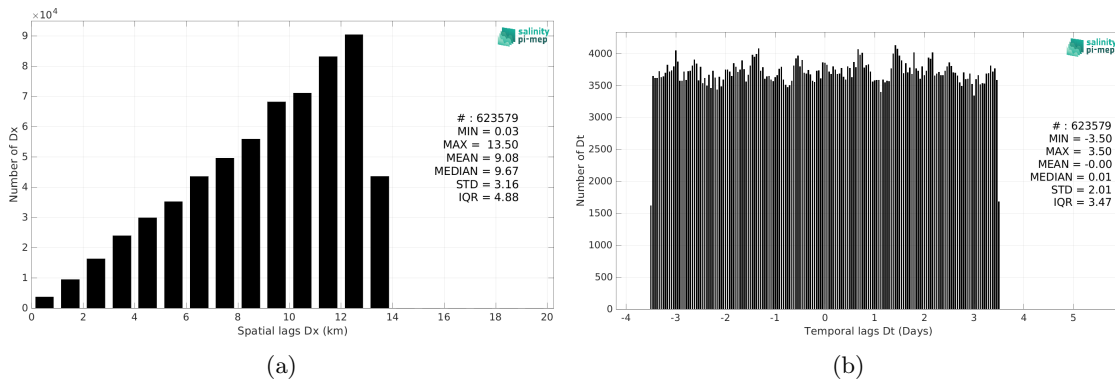 ×10⁴
9
8
7
6
5
4
3
2
1
0
Number of Dx
0 2 4 6 8 10 12 14 16 18 20
Spatial lags Dx (km)
salinity
pi-mep
# : 623579
MIN = 0.03
MAX = 13.50
MEAN = 9.08
MEDIAN = 9.67
STD = 3.16
IQR = 4.88
(a)
4000
3500
3000
2500
2000
1500
1000
500
0
Number of Dt
-4 -3 -2 -1 0 1 2 3 4 5
Temporal lags Dt (Days)
salinity
pi-mep
# : 623579
MIN = -3.50
MAX = 3.50
MEAN = -0.00
MEDIAN = 0.01
STD = 2.01
IQR = 3.47
(b)